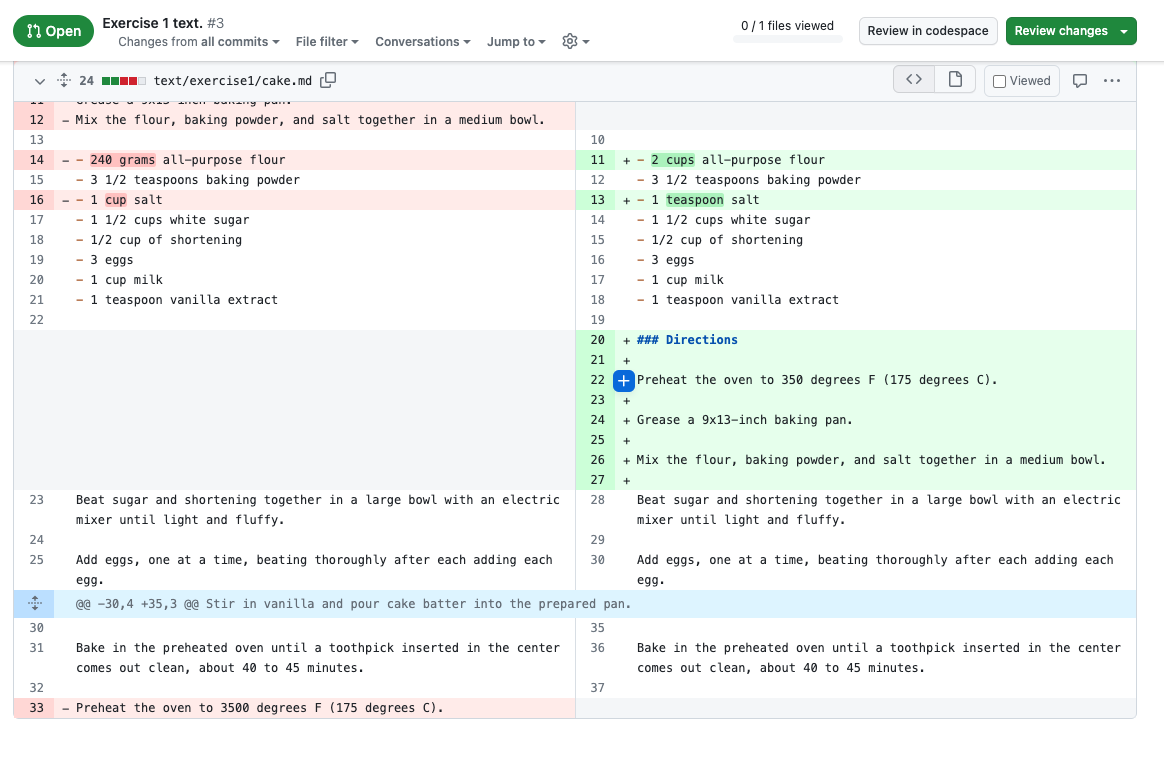 Open
Exercise 1 text. #3
Changes from all commits
File filter
Conversations
Jump to
0 / 1 files viewed
Review in codespace
Review changes
24
text/exercise1/cake.md
Viewed
11 Grease a 9x13-inch baking pan.
12 – Mix the flour, baking powder, and salt together in a medium bowl.
13
14 – – 240 grams all-purpose flour
15 – 3 1/2 teaspoons baking powder
16 – – 1 cup salt
17 – 1 1/2 cups white sugar
18 – 1/2 cup of shortening
19 – 3 eggs
20 – 1 cup milk
21 – 1 teaspoon vanilla extract
22
23 Beat sugar and shortening together in a large bowl with an electric
mixer until light and fluffy.
24
25 Add eggs, one at a time, beating thoroughly after each adding each
egg.
10
11 + – 2 cups all-purpose flour
12 – 3 1/2 teaspoons baking powder
13 + – 1 teaspoon salt
14 – 1 1/2 cups white sugar
15 – 1/2 cup of shortening
16 – 3 eggs
17 – 1 cup milk
18 – 1 teaspoon vanilla extract
19
20 + ### Directions
21 +
22 + Preheat the oven to 350 degrees F (175 degrees C).
23 +
24 + Grease a 9x13-inch baking pan.
25 +
26 + Mix the flour, baking powder, and salt together in a medium bowl.
27 +
28 Beat sugar and shortening together in a large bowl with an electric
mixer until light and fluffy.
29
30 Add eggs, one at a time, beating thoroughly after each adding each
egg.
@@ -30,4 +35,3 @@ Stir in vanilla and pour cake batter into the prepared pan.
30
31 Bake in the preheated oven until a toothpick inserted in the center
comes out clean, about 40 to 45 minutes.
32
33 – Preheat the oven to 3500 degrees F (175 degrees C).
35
36 Bake in the preheated oven until a toothpick inserted in the center
comes out clean, about 40 to 45 minutes.
37